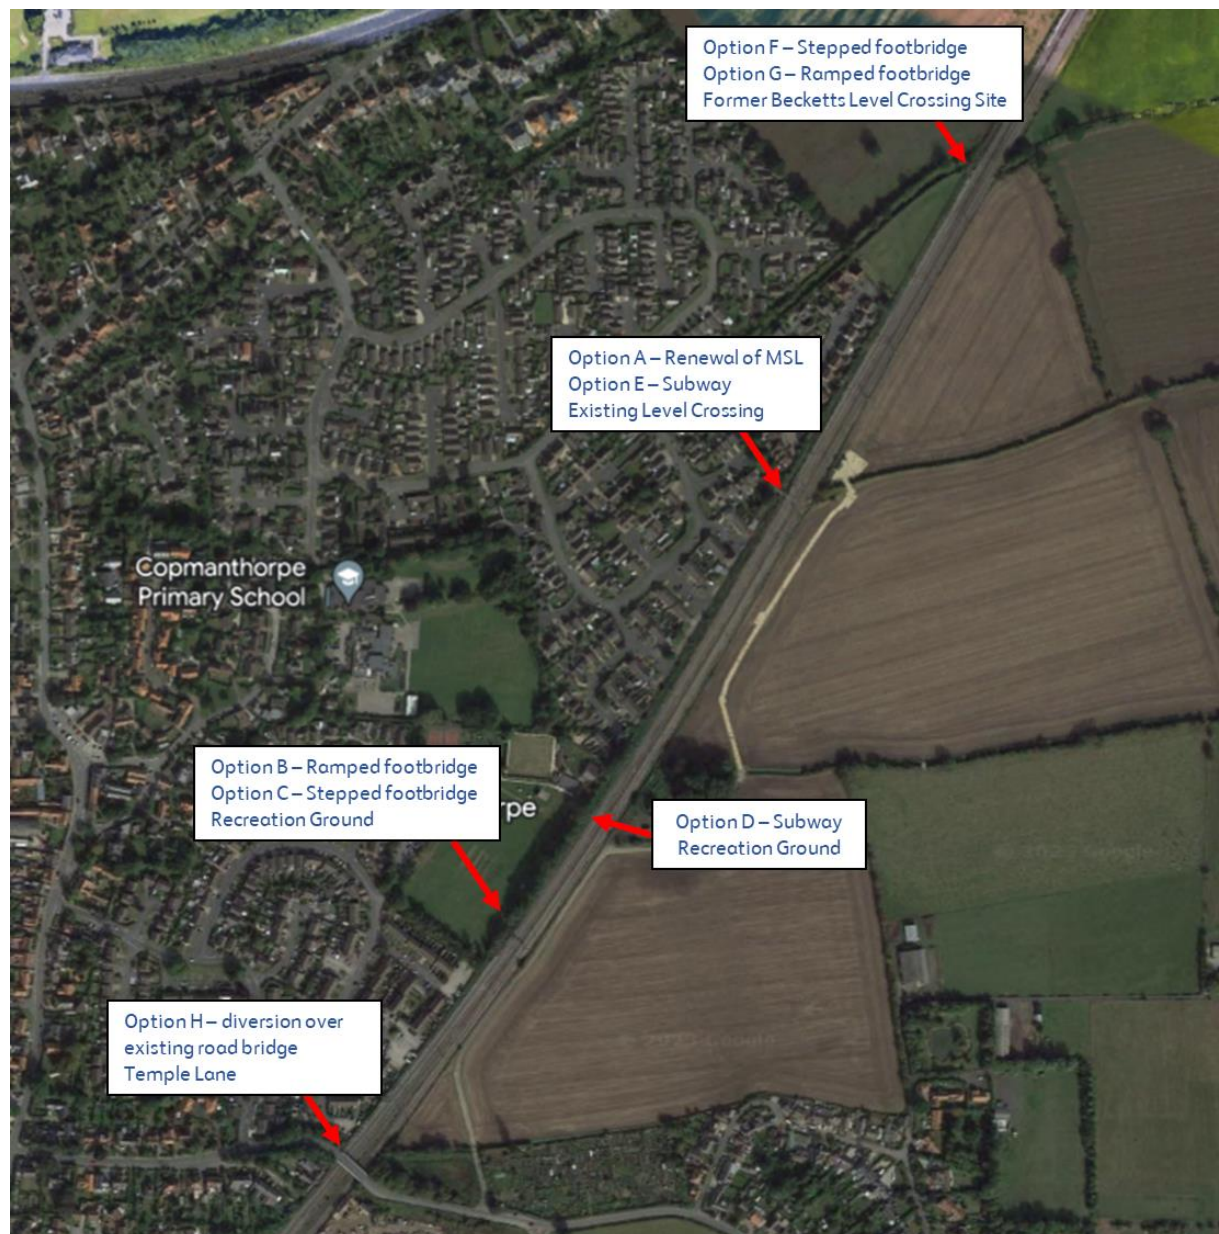 Option F – Stepped footbridge
Option G – Ramped footbridge
Former Becketts Level Crossing Site
Option A – Renewal of MSL
Option E – Subway
Existing Level Crossing
Copmanthorpe
Primary School
Option B – Ramped footbridge
Option C – Stepped footbridge
Recreation Ground
rpe
Option D – Subway
Recreation Ground
Option H – diversion over
existing road bridge
Temple Lane